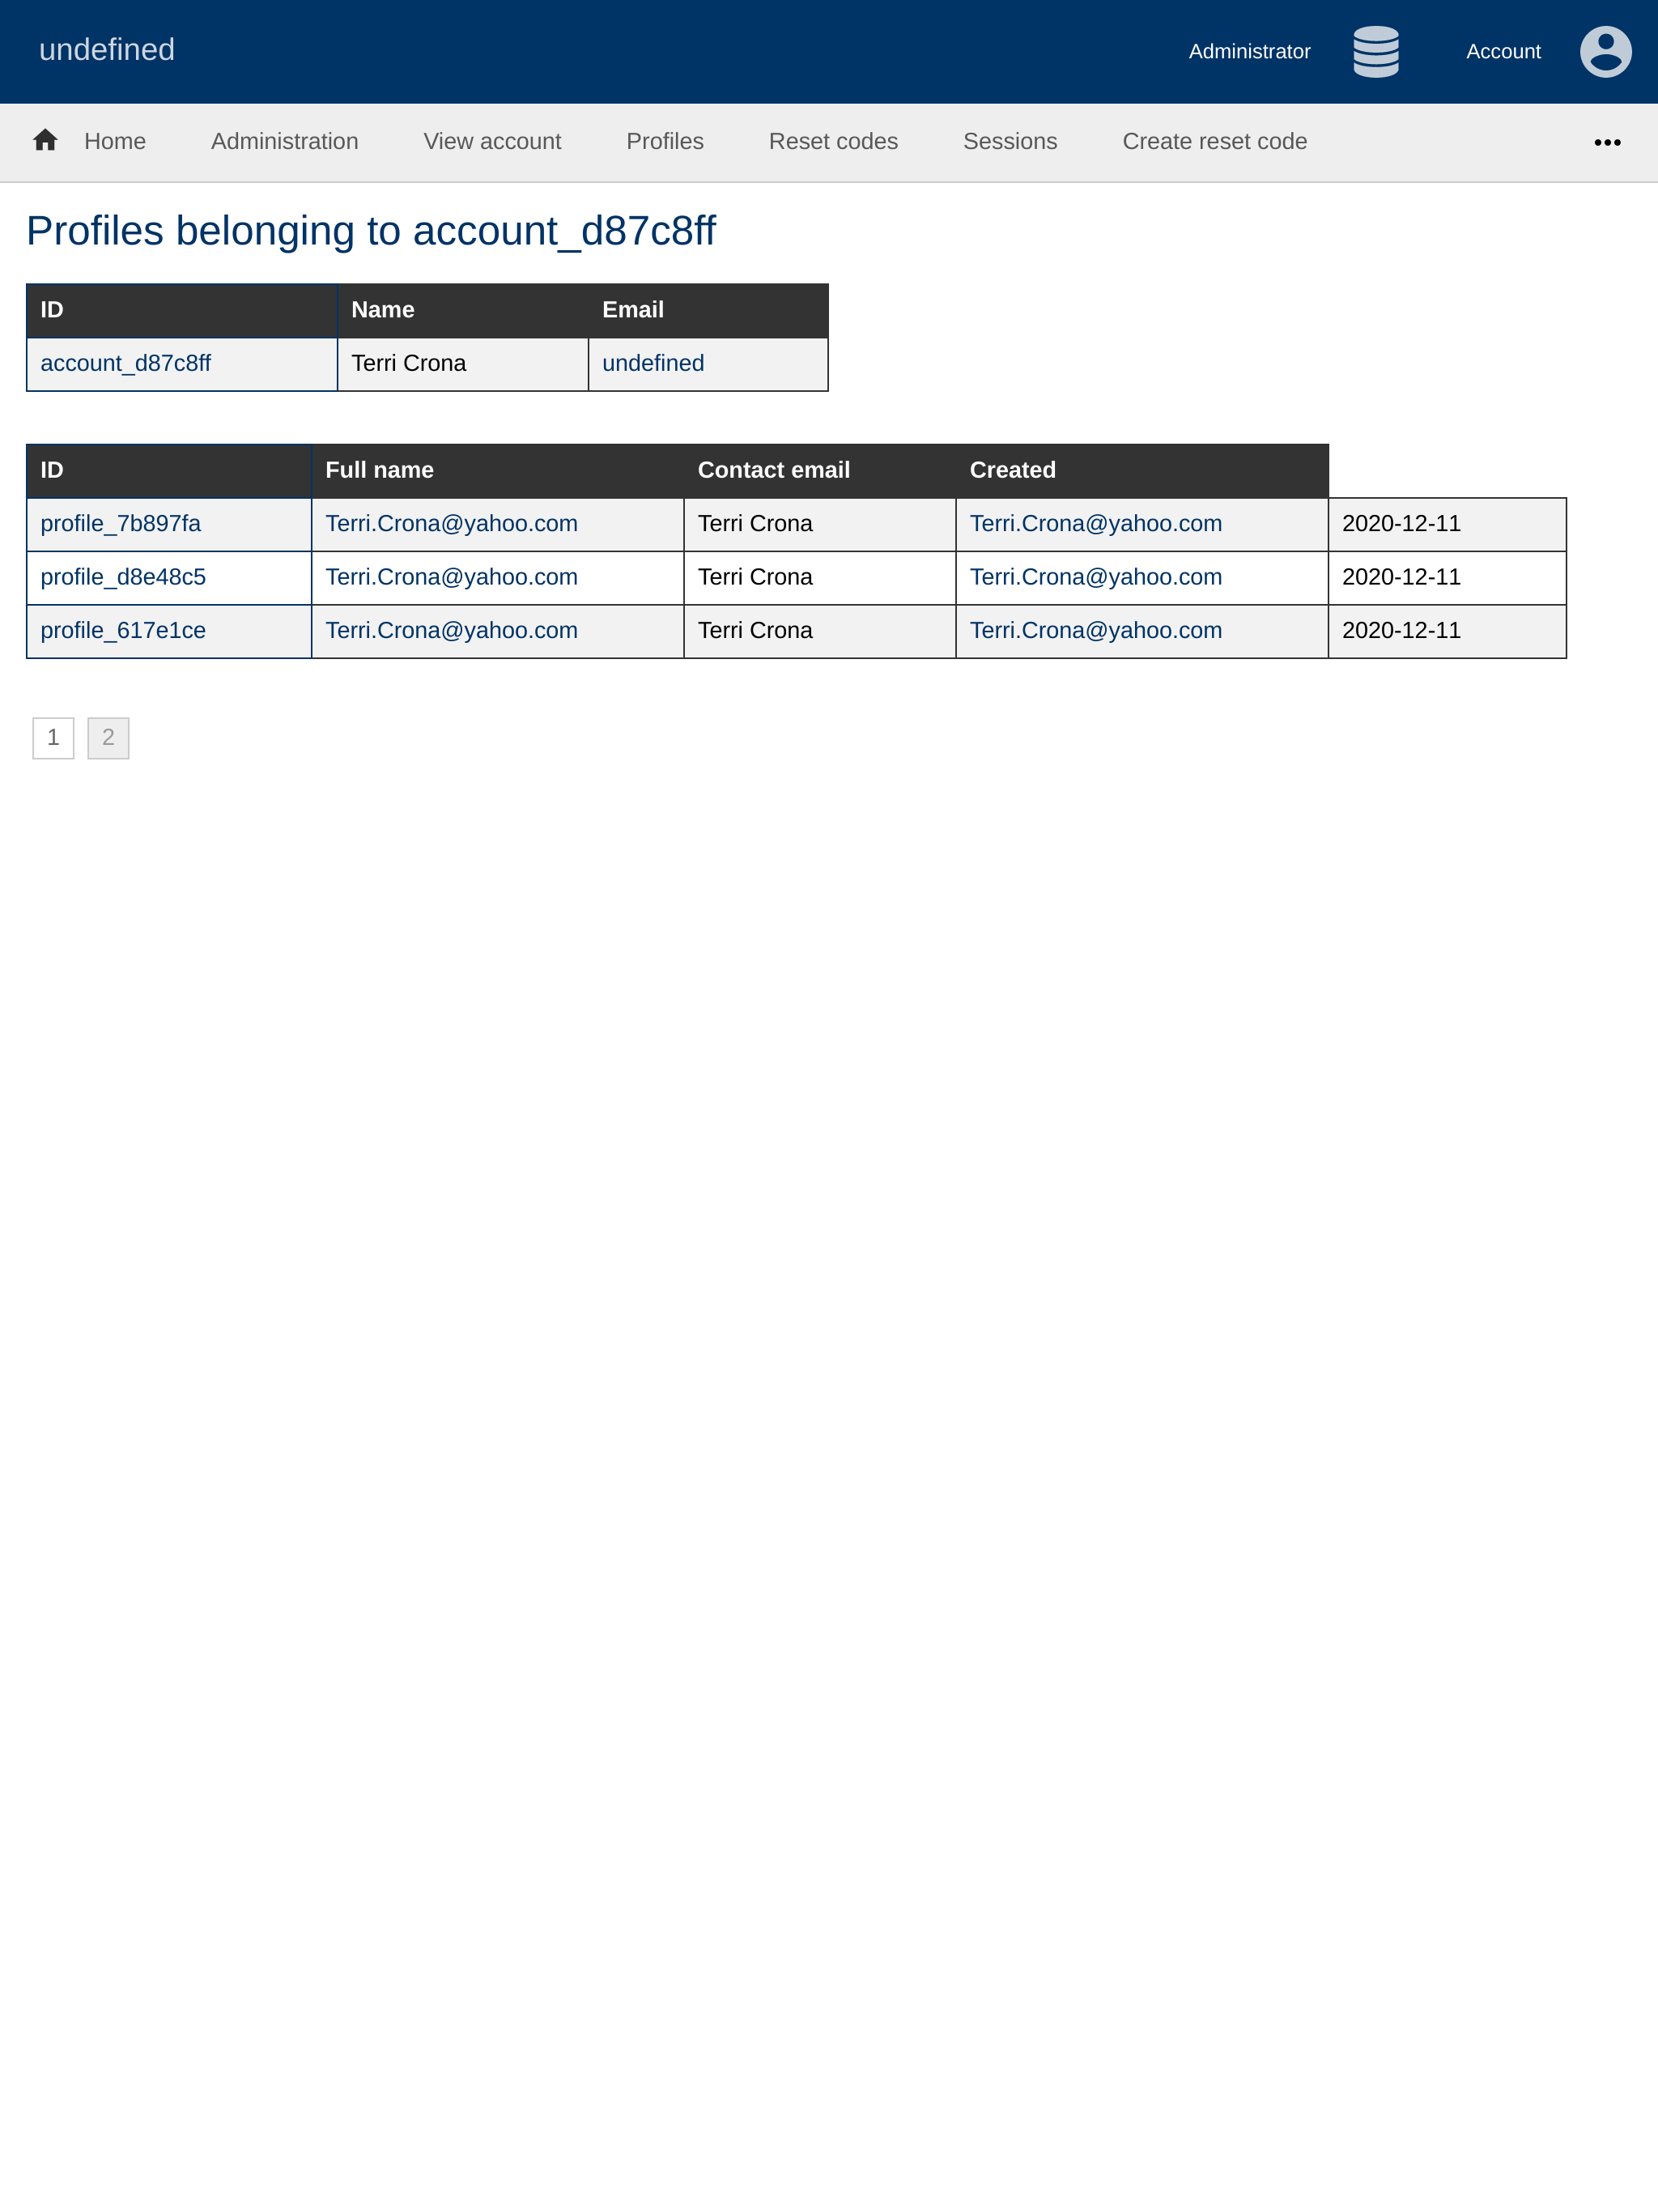 undefined Administrator Account
Home Administration View account Profiles Reset codes Sessions Create reset code •••
Profiles belonging to account_d87c8ff
ID Name Email
account_d87c8ff Terri Crona undefined
ID Full name Contact email Created
profile_7b897fa Terri.Crona@yahoo.com Terri Crona Terri.Crona@yahoo.com 2020-12-11
profile_d8e48c5 Terri.Crona@yahoo.com Terri Crona Terri.Crona@yahoo.com 2020-12-11
profile_617e1ce Terri.Crona@yahoo.com Terri Crona Terri.Crona@yahoo.com 2020-12-11
1 2